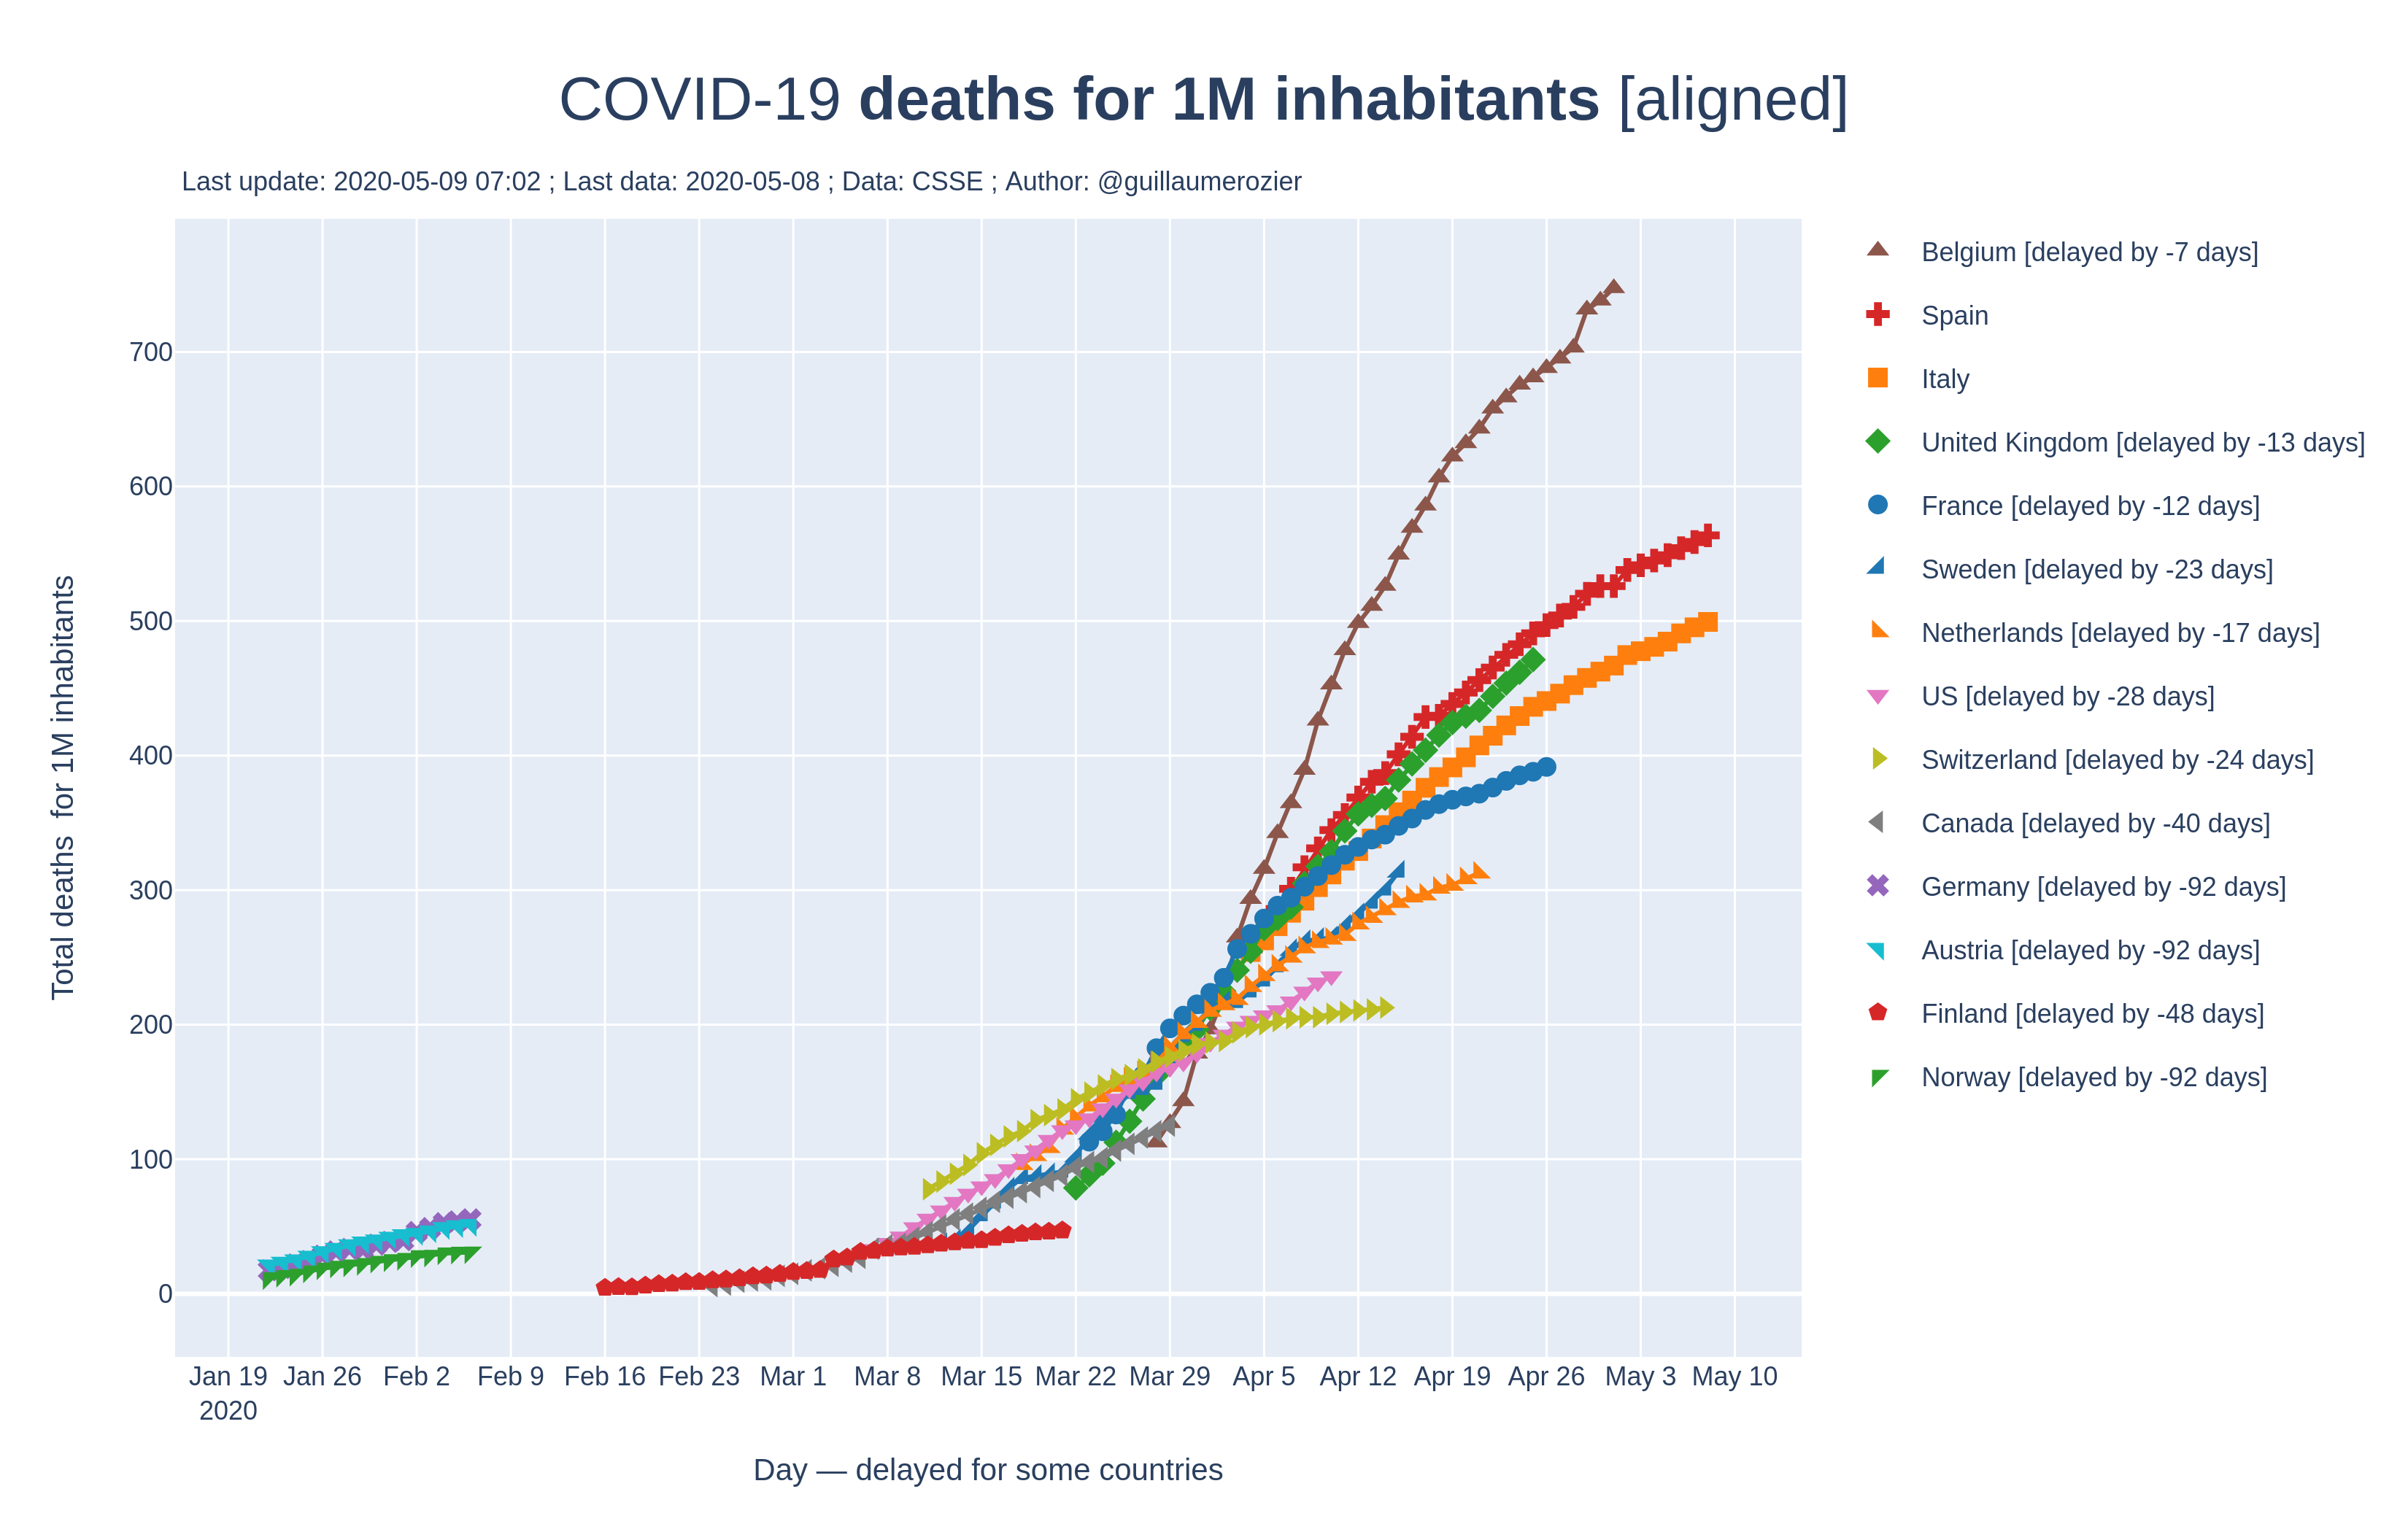 COVID-19 deaths for 1M inhabitants [aligned]
Last update: 2020-05-09 07:02 ; Last data: 2020-05-08 ; Data: CSSE ; Author: @guillaumerozier
Total deaths for 1M inhabitants
700
600
500
400
300
200
100
0
Jan 19 Jan 26 Feb 2 Feb 9 Feb 16 Feb 23 Mar 1 Mar 8 Mar 15 Mar 22 Mar 29 Apr 5 Apr 12 Apr 19 Apr 26 May 3 May 10
2020
Day — delayed for some countries
Belgium [delayed by -7 days]
Spain
Italy
United Kingdom [delayed by -13 days]
France [delayed by -12 days]
Sweden [delayed by -23 days]
Netherlands [delayed by -17 days]
US [delayed by -28 days]
Switzerland [delayed by -24 days]
Canada [delayed by -40 days]
Germany [delayed by -92 days]
Austria [delayed by -92 days]
Finland [delayed by -48 days]
Norway [delayed by -92 days]